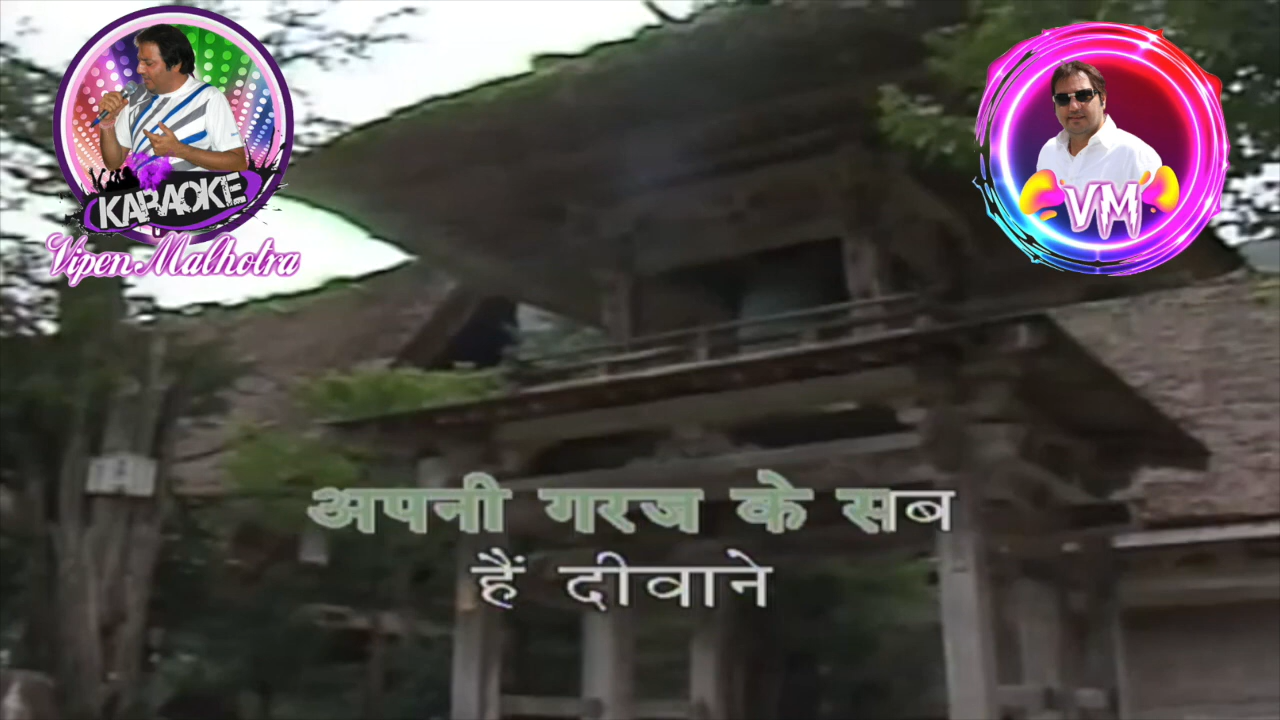 KARAOKE
Vipen Malhotra
VM
अपनी गरज के सब
हैं दीवाने